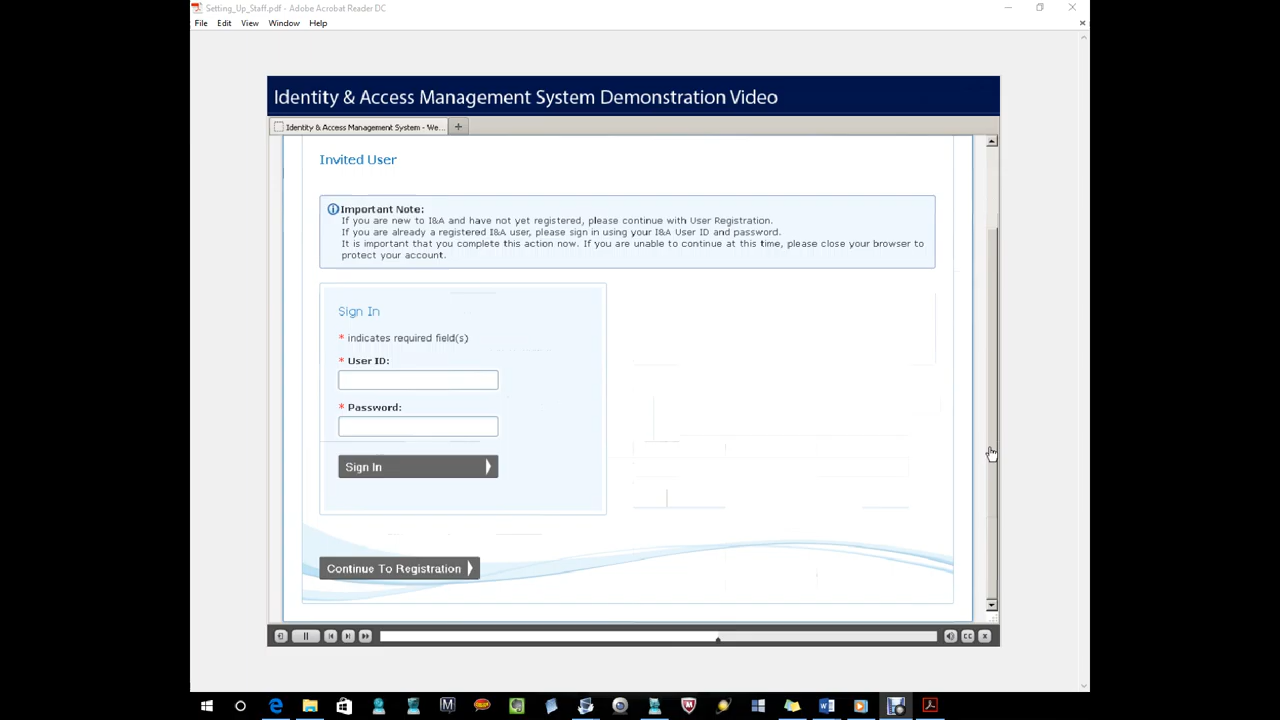 Setting_Up_Staff.pdf - Adobe Acrobat Reader DC
File Edit View Window Help
Identity & Access Management System Demonstration Video
Identity & Access Management System - We...
Invited User
Important Note:
If you are new to I&A and have not yet registered, please continue with User Registration.
If you are already a registered I&A user, please sign in using your I&A User ID and password.
It is important that you complete this action now. If you are unable to continue at this time, please close your browser to
protect your account.
Sign In
* indicates required field(s)
* User ID:
* Password:
Sign In
Continue To Registration
CC